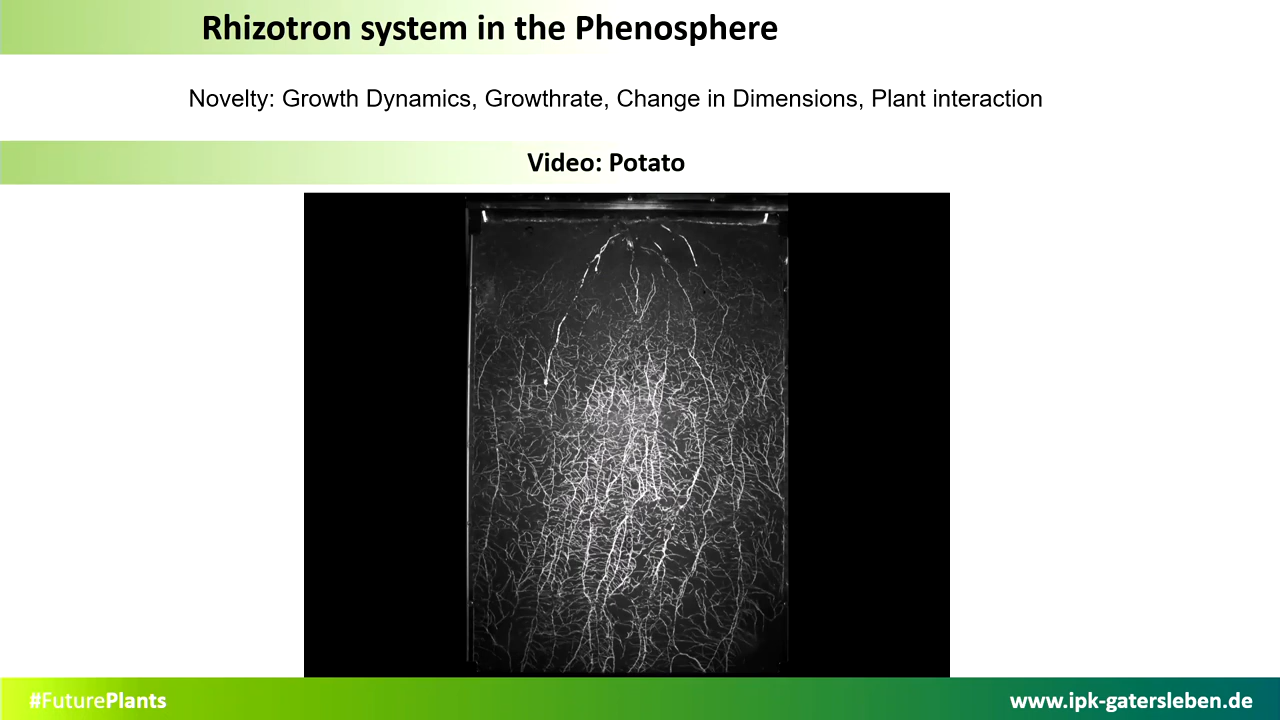 Rhizotron system in the Phenosphere
Novelty: Growth Dynamics, Growthrate, Change in Dimensions, Plant interaction
Video: Potato
#FuturePlants
www.ipk-gatersleben.de